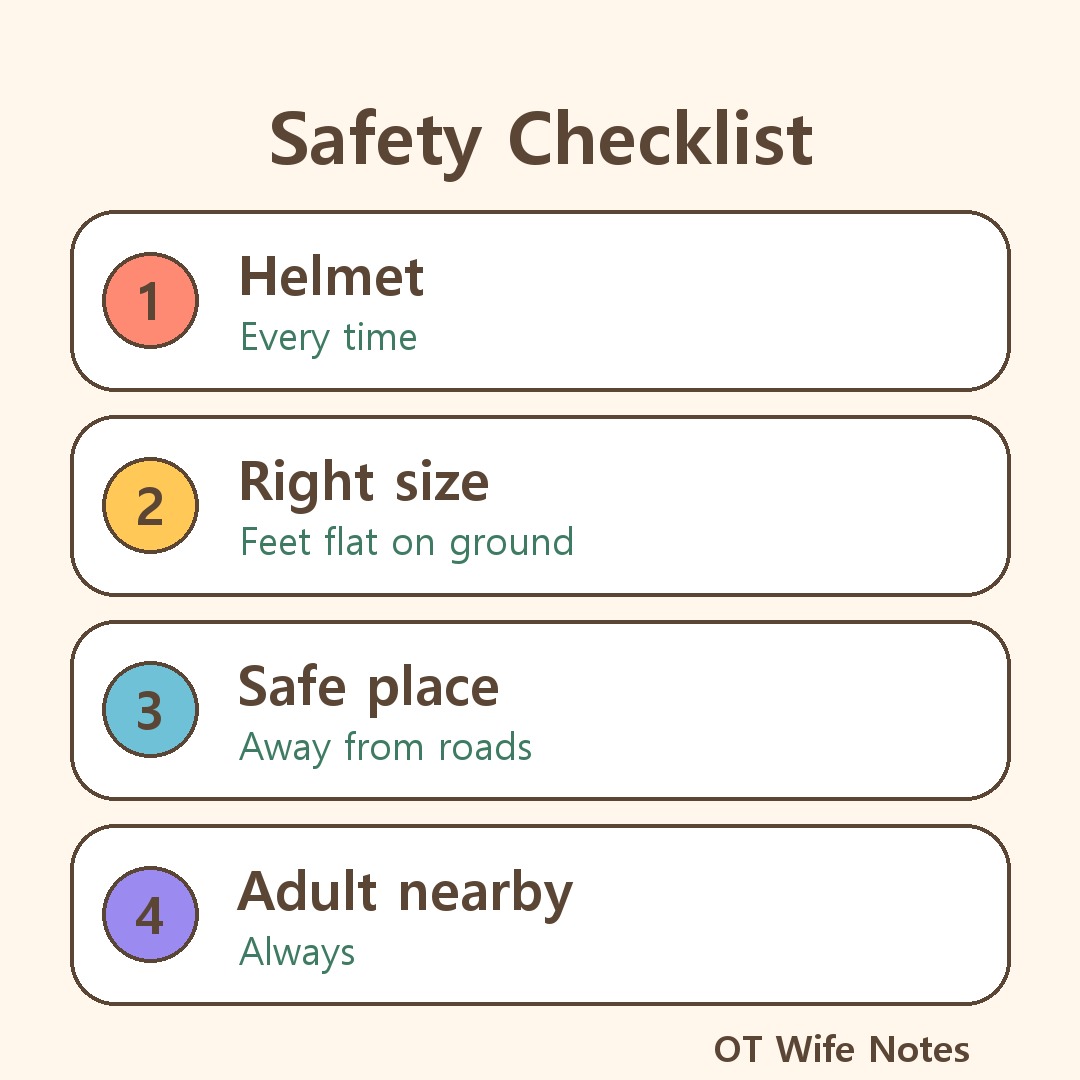 Safety Checklist
1
Helmet
Every time
2
Right size
Feet flat on ground
3
Safe place
Away from roads
4
Adult nearby
Always
OT Wife Notes